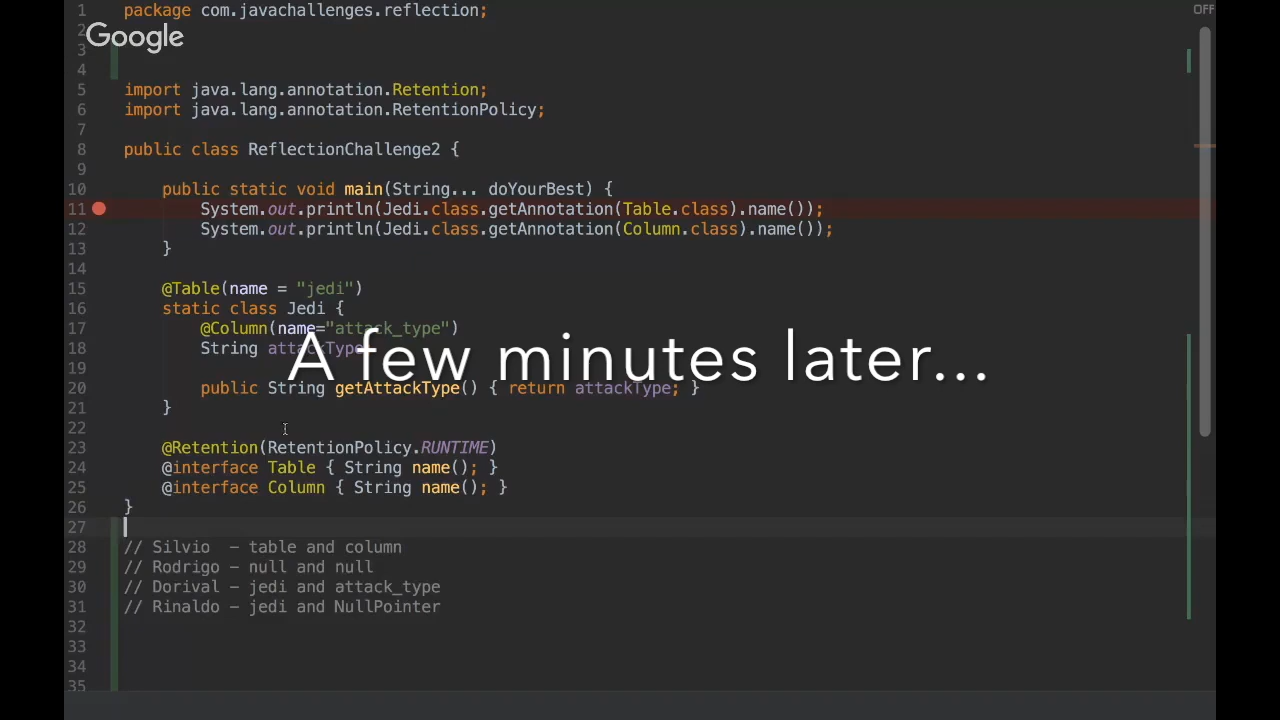 OFF
Google
1 package com.javachallenges.reflection;
2
3
4
5 import java.lang.annotation.Retention;
6 import java.lang.annotation.RetentionPolicy;
7
8 public class ReflectionChallenge2 {
9
10 public static void main(String... doYourBest) {
11 System.out.println(Jedi.class.getAnnotation(Table.class).name());
12 System.out.println(Jedi.class.getAnnotation(Column.class).name());
13 }
14
15 @Table(name = "jedi")
16 static class Jedi {
17 @Column(name="attack_type")
18 String attackType
A few minutes later...
19
20 public String getAttackType() { return attackType; }
21 }
22
23 @Retention(RetentionPolicy.RUNTIME)
24 @interface Table { String name(); }
25 @interface Column { String name(); }
26 }
27
28 // Silvio – table and column
29 // Rodrigo – null and null
30 // Dorival – jedi and attack_type
31 // Rinaldo – jedi and NullPointer
32
33
34
35